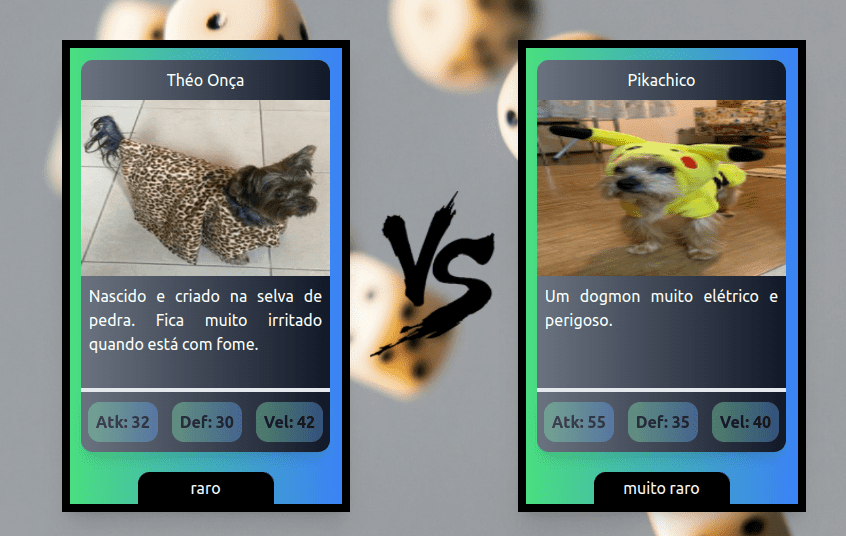 Théo Onça
Nascido e criado na selva de
pedra. Fica muito irritado
quando está com fome.
Atk: 32 Def: 30 Vel: 42
raro
VS
Pikachico
Um dogmon muito elétrico e
perigoso.
Atk: 55 Def: 35 Vel: 40
muito raro